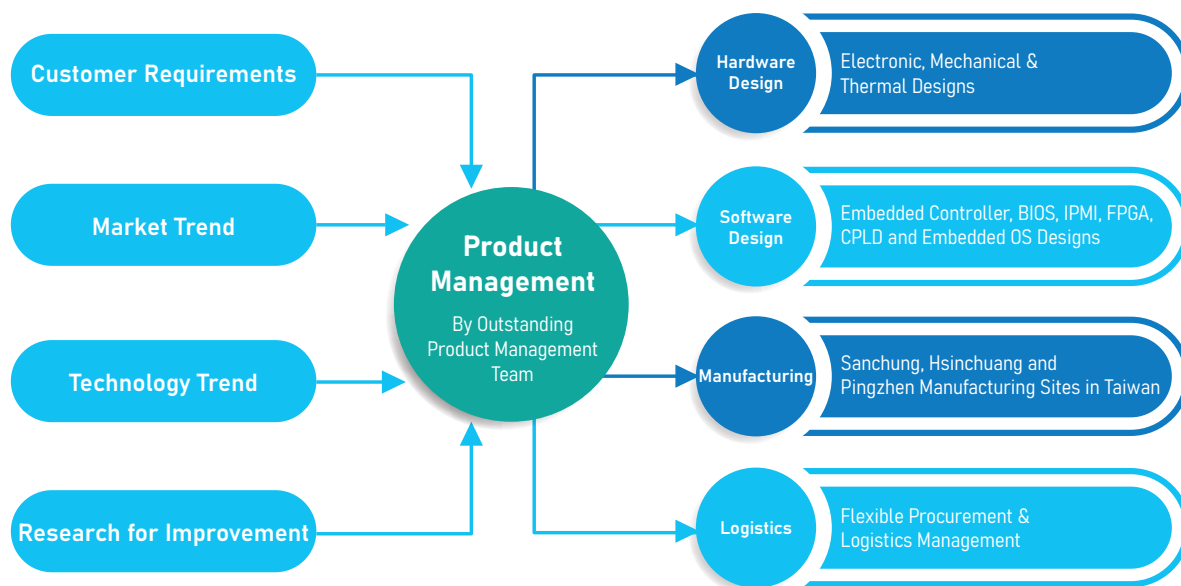 Customer Requirements
Market Trend
Technology Trend
Research for Improvement
Product
Management
By Outstanding
Product Management
Team
Hardware
Design
Electronic, Mechanical &
Thermal Designs
Software
Design
Embedded Controller, BIOS, IPMI, FPGA,
CPLD and Embedded OS Designs
Manufacturing
Sanchung, Hsinchuang and
Pingzhen Manufacturing Sites in Taiwan
Logistics
Flexible Procurement &
Logistics Management